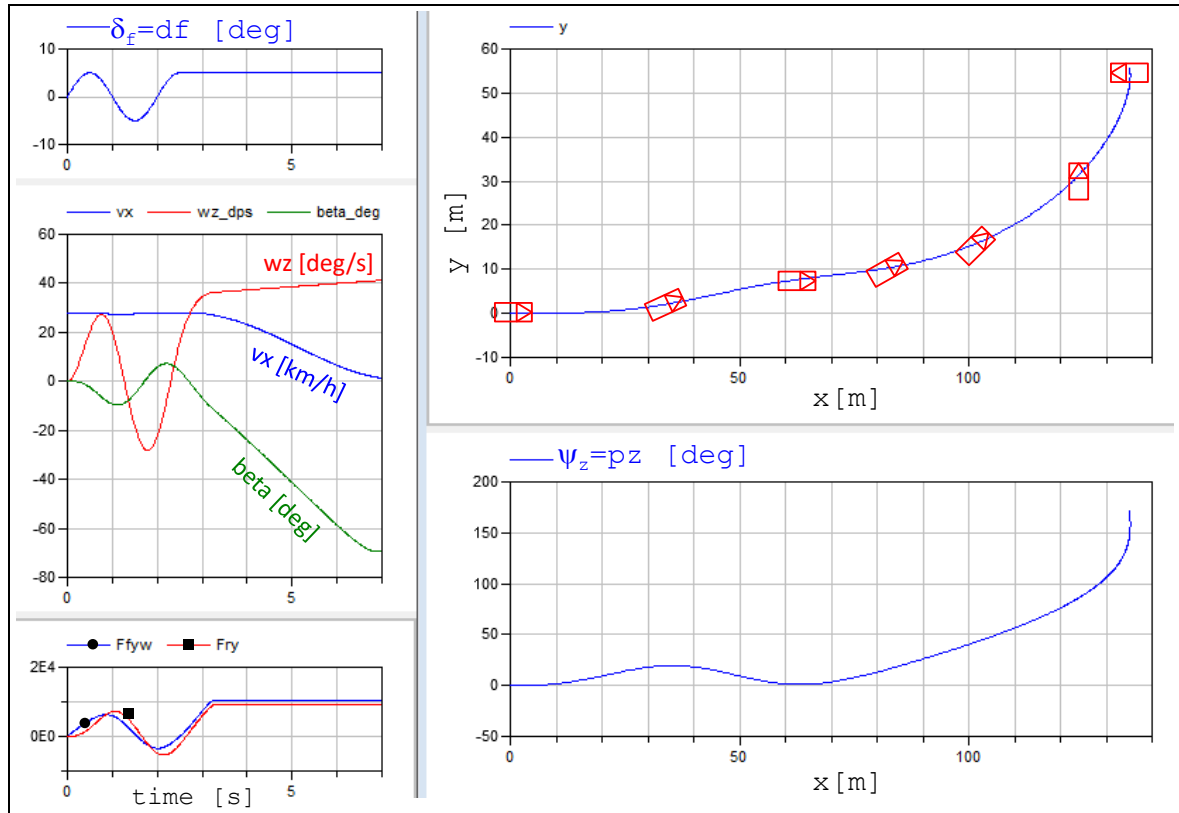 δf=df [deg]
10
0
-10
0 5
vx wz_dps beta_deg
60
40
20
0
-20
-40
-60
-80
wz [deg/s]
vx [km/h]
beta [deg]
0 5
Ffyw Fry
2E4
0E0
0 5
time [s]
y
60
50
40
30
20
10
0
-10
y [m]
0 50 100
x [m]
ψz=pz [deg]
200
150
100
50
0
-50
0 50 100
x [m]